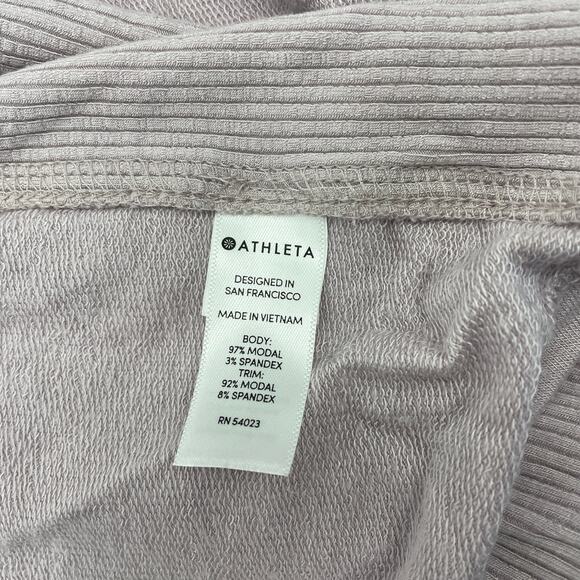 ATHLETA
DESIGNED IN
SAN FRANCISCO
MADE IN VIETNAM
BODY:
97% MODAL
3% SPANDEX
TRIM:
92% MODAL
8% SPANDEX
RN 54023